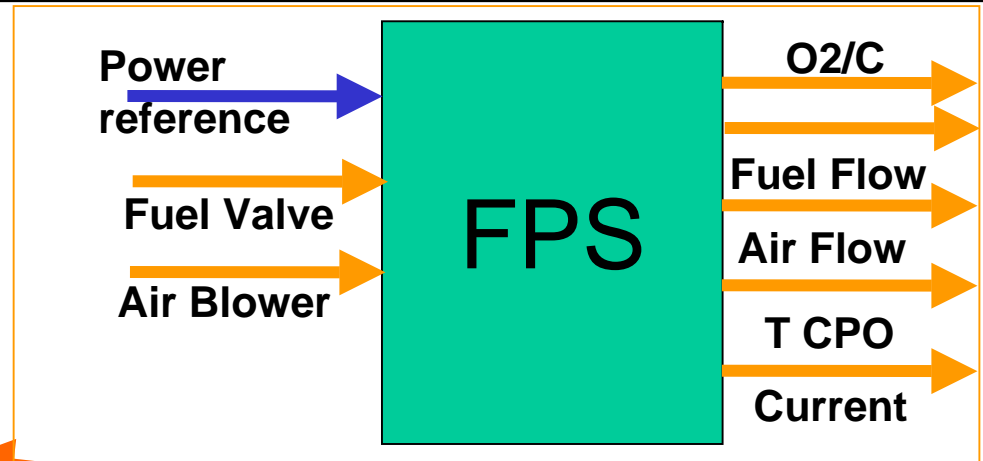 Power
reference
Fuel Valve
Air Blower
FPS
O2/C
Fuel Flow
Air Flow
T CPO
Current